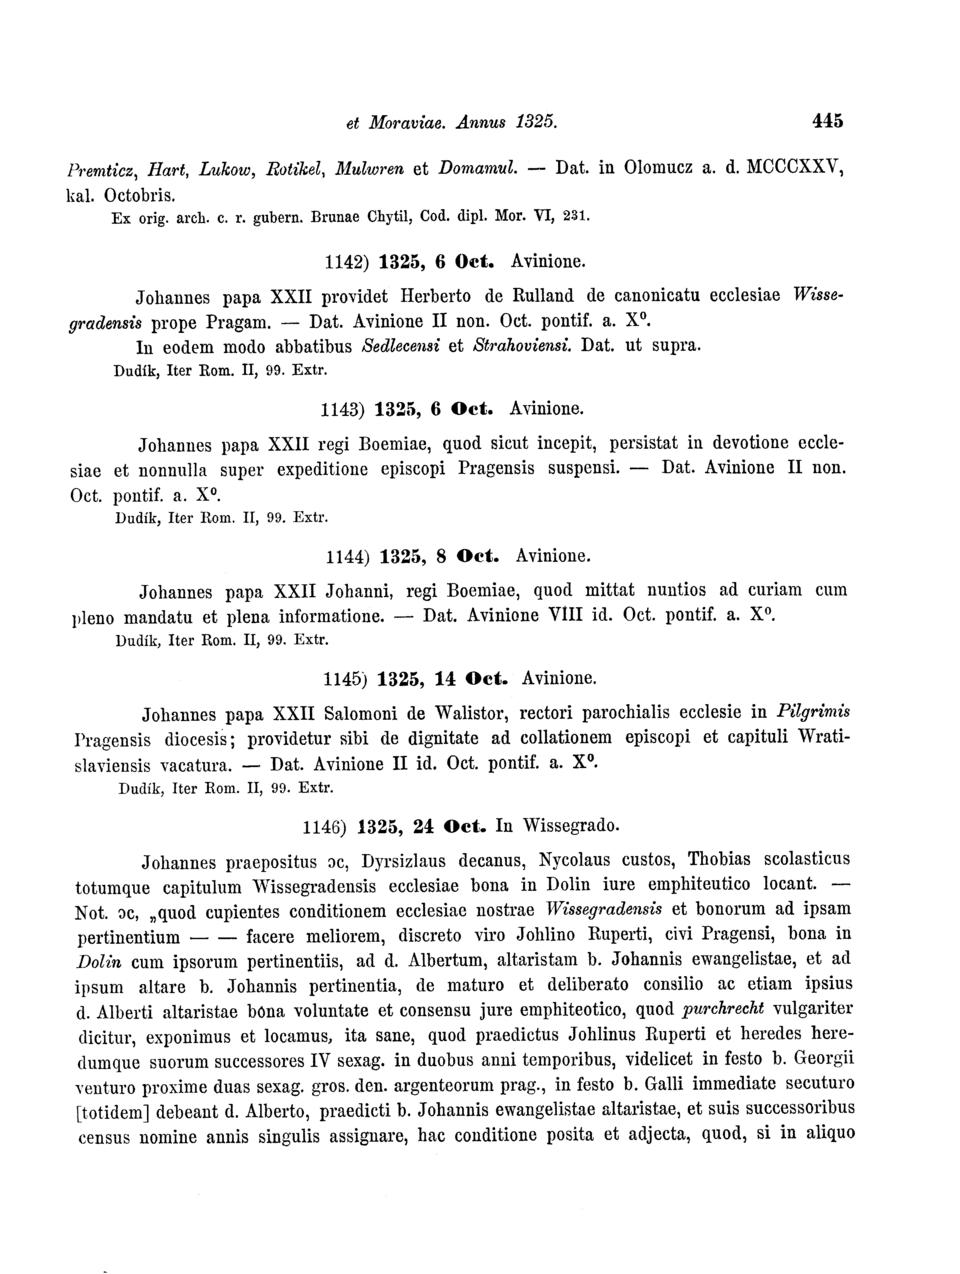 et Moraviae. Annus 1325. 445
Premticz, Hart, Lukow, Rotikel, Mulwren et Domamul. — Dat. in Olomucz a. d. MCCCXXV,
kal. Octobris.
Ex orig. arch. c. r. gubern. Brunae Chytil, Cod. dipl. Mor. VI, 231.
1142) 1325, 6 Oct. Avinione.
Johannes papa XXII providet Herberto de Rulland de canonicatu ecclesiae Wisse-
gradensis prope Pragam. — Dat. Avinione II non. Oct. pontif. a. X⁰.
In eodem modo abbatibus Sedlecensi et Strahoviensi. Dat. ut supra.
Dudík, Iter Rom. II, 99. Extr.
1143) 1325, 6 Oct. Avinione.
Johannes papa XXII regi Boemiae, quod sicut incepit, persistat in devotione eccle-
siae et nonnulla super expeditione episcopi Pragensis suspensi. — Dat. Avinione II non.
Oct. pontif. a. X⁰.
Dudík, Iter Rom. II, 99. Extr.
1144) 1325, 8 Oct. Avinione.
Johannes papa XXII Johanni, regi Boemiae, quod mittat nuntios ad curiam cum
pleno mandatu et plena informatione. — Dat. Avinione VIII id. Oct. pontif. a. X⁰.
Dudík, Iter Rom. II, 99. Extr.
1145) 1325, 14 Oct. Avinione.
Johannes papa XXII Salomoni de Walistor, rectori parochialis ecclesie in Pilgrimis
Pragensis diocesis; providetur sibi de dignitate ad collationem episcopi et capituli Wrati-
slaviensis vacatura. — Dat. Avinione II id. Oct. pontif. a. X⁰.
Dudík, Iter Rom. II, 99. Extr.
1146) 1325, 24 Oct. In Wissegrado.
Johannes praepositus ɔc, Dyrsizlaus decanus, Nycolaus custos, Thobias scolasticus
totumque capitulum Wissegradensis ecclesiae bona in Dolin iure emphiteutico locant. —
Not. ɔc, „quod cupientes conditionem ecclesiae nostrae Wissegradensis et bonorum ad ipsam
pertinentium — — facere meliorem, discreto viro Johlino Ruperti, civi Pragensi, bona in
Dolin cum ipsorum pertinentiis, ad d. Albertum, altaristam b. Johannis ewangelistae, et ad
ipsum altare b. Johannis pertinentia, de maturo et deliberato consilio ac etiam ipsius
d. Alberti altaristae bona voluntate et consensu jure emphiteotico, quod purchrecht vulgariter
dicitur, exponimus et locamus, ita sane, quod praedictus Johlinus Ruperti et heredes here-
dumque suorum successores IV sexag. in duobus anni temporibus, videlicet in festo b. Georgii
venturo proxime duas sexag. gros. den. argenteorum prag., in festo b. Galli immediate secuturo
[totidem] debeant d. Alberto, praedicti b. Johannis ewangelistae altaristae, et suis successoribus
census nomine annis singulis assignare, hac conditione posita et adjecta, quod, si in aliquo